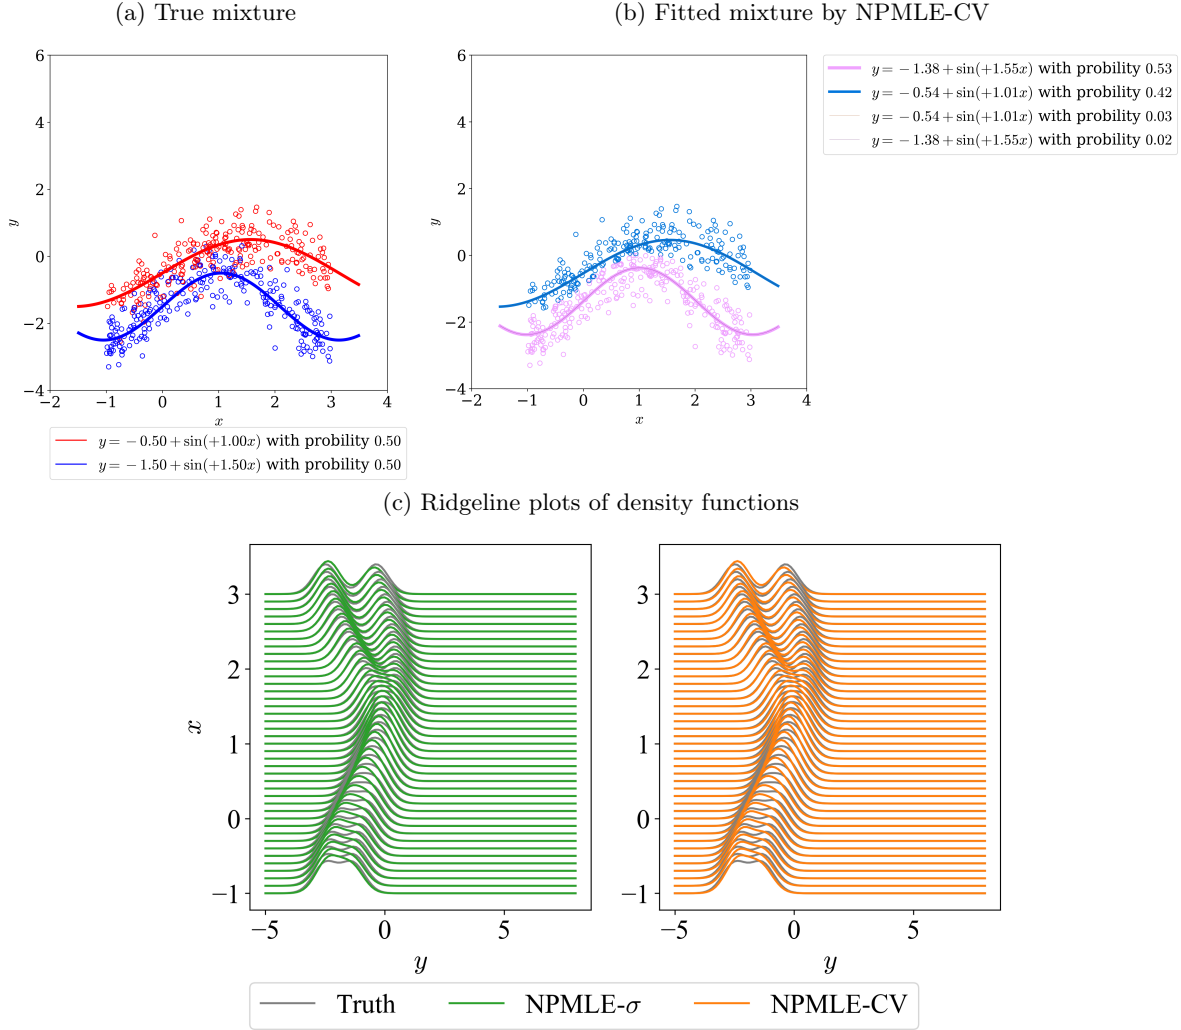 (a) True mixture
(b) Fitted mixture by NPMLE-CV
6
4
2
0
−2
−4
y
−2
−1
0
1
2
3
4
x
y = −0.50 + sin(+1.00x) with probility 0.50
y = −1.50 + sin(+1.50x) with probility 0.50
6
4
2
0
−2
−4
y
−2
−1
0
1
2
3
4
x
y = −1.38 + sin(+1.55x) with probility 0.53
y = −0.54 + sin(+1.01x) with probility 0.42
y = −0.54 + sin(+1.01x) with probility 0.03
y = −1.38 + sin(+1.55x) with probility 0.02
(c) Ridgeline plots of density functions
3
2
1
0
−1
x
−5
0
5
y
3
2
1
0
−1
−5
0
5
y
Truth
NPMLE-σ
NPMLE-CV